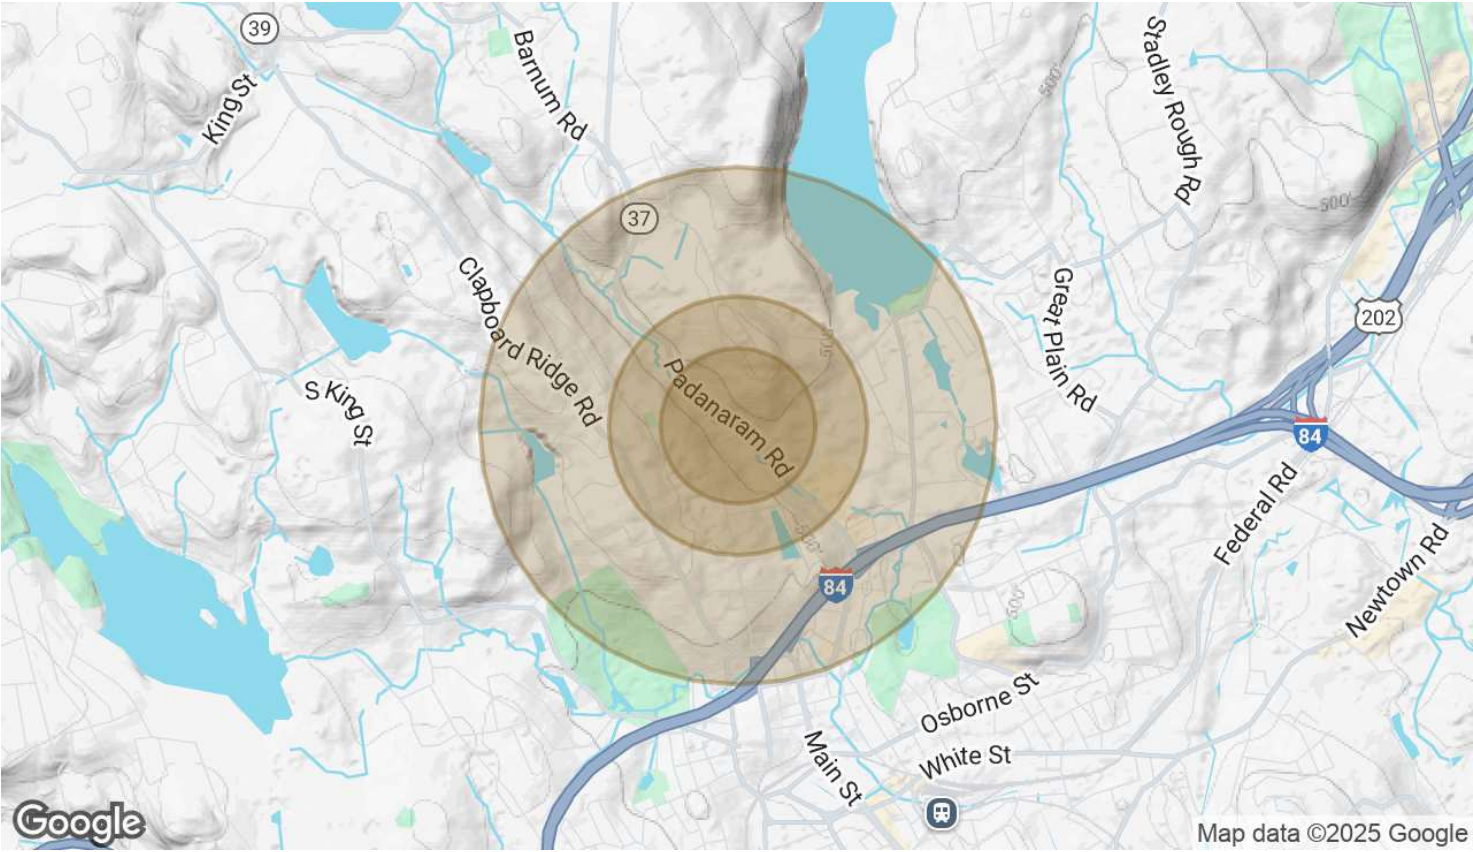 39
Barnum Rd
Stadley Rough Rd
King St
500'
37
500'
Clapboard Ridge Rd
Great Plain Rd
202
500'
Padanaram Rd
S King St
84
Federal Rd
500'
84
Newtown Rd
500'
Osborne St
Main St
White St
Google
Map data ©2025 Google